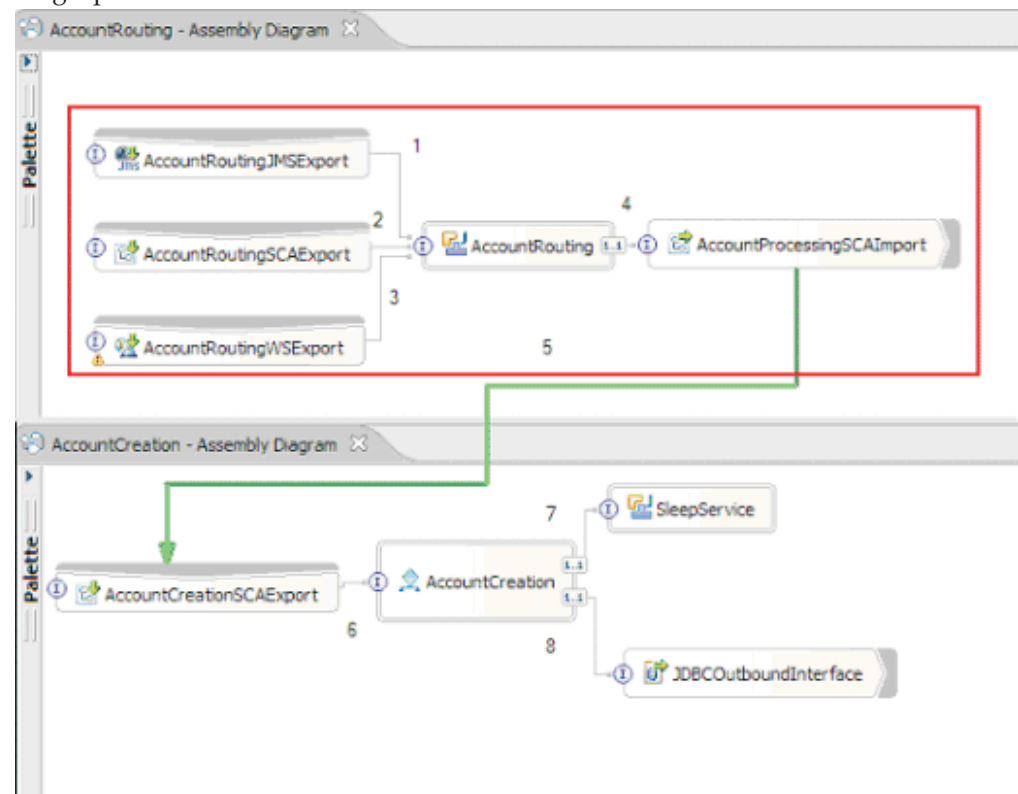 AccountRouting - Assembly Diagram
Palette
1
AccountRoutingJMSExport
2
4
AccountRoutingSCAExport
AccountRouting
1..1
AccountProcessingSCAImport
3
AccountRoutingWSExport
5
AccountCreation - Assembly Diagram
Palette
7
SleepService
AccountCreationSCAExport
AccountCreation
1..1
1..1
6
8
JDBCOutboundInterface